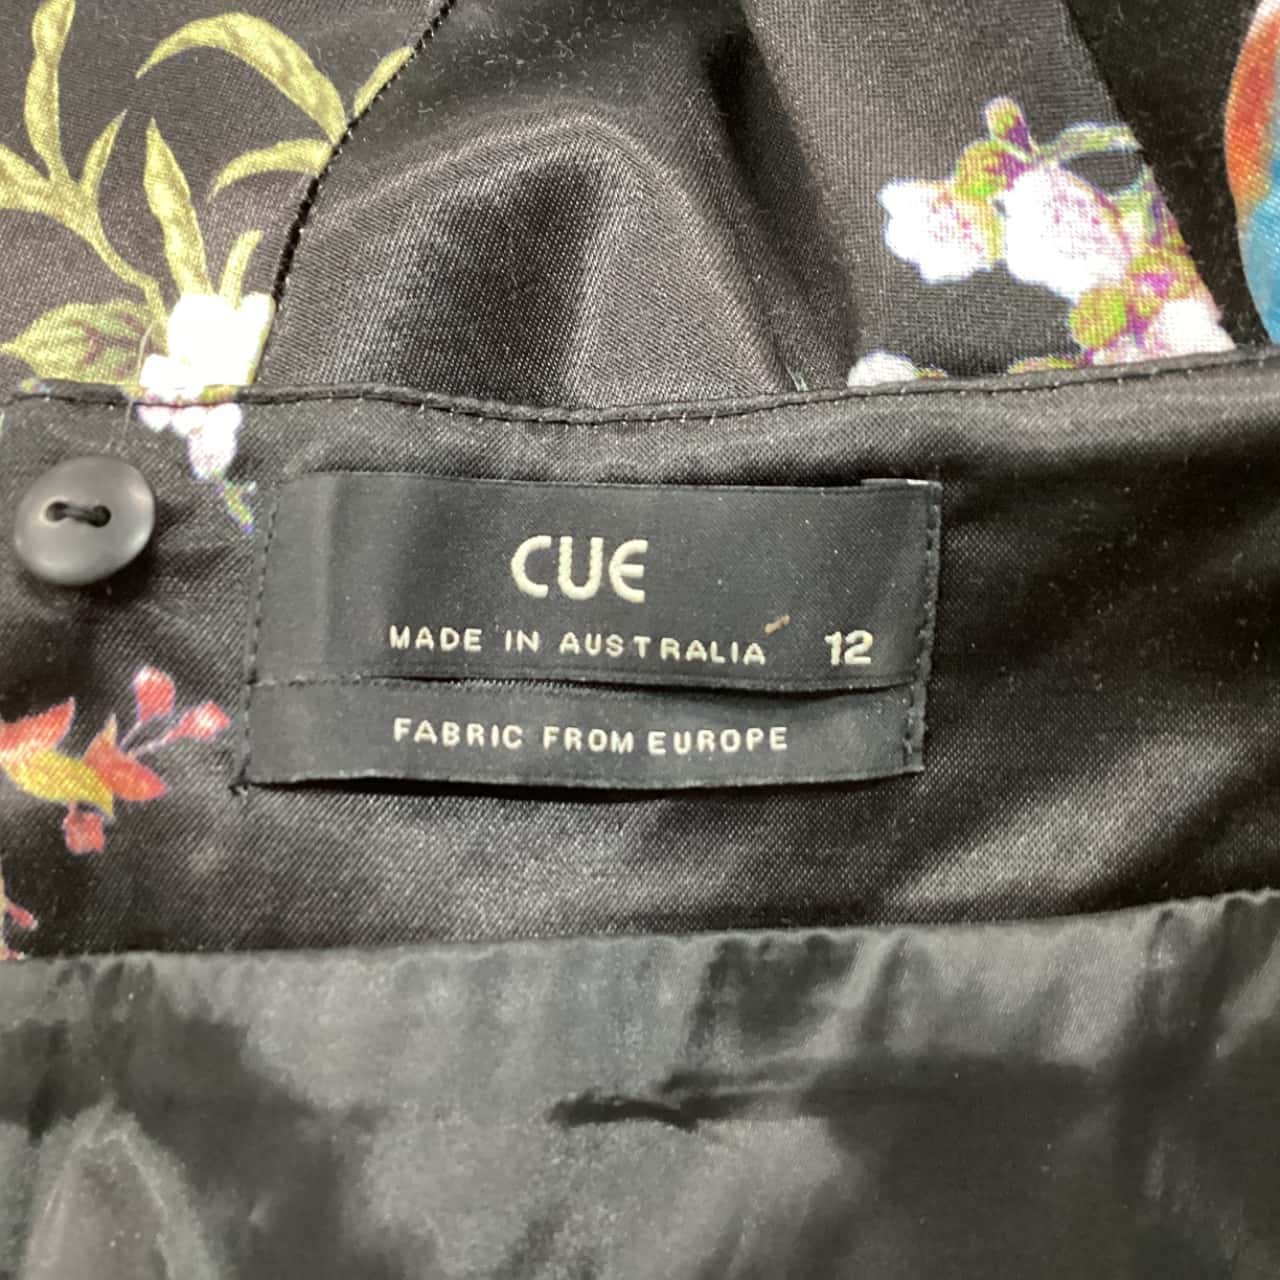 CUE
MADE IN AUSTRALIA 12
FABRIC FROM EUROPE